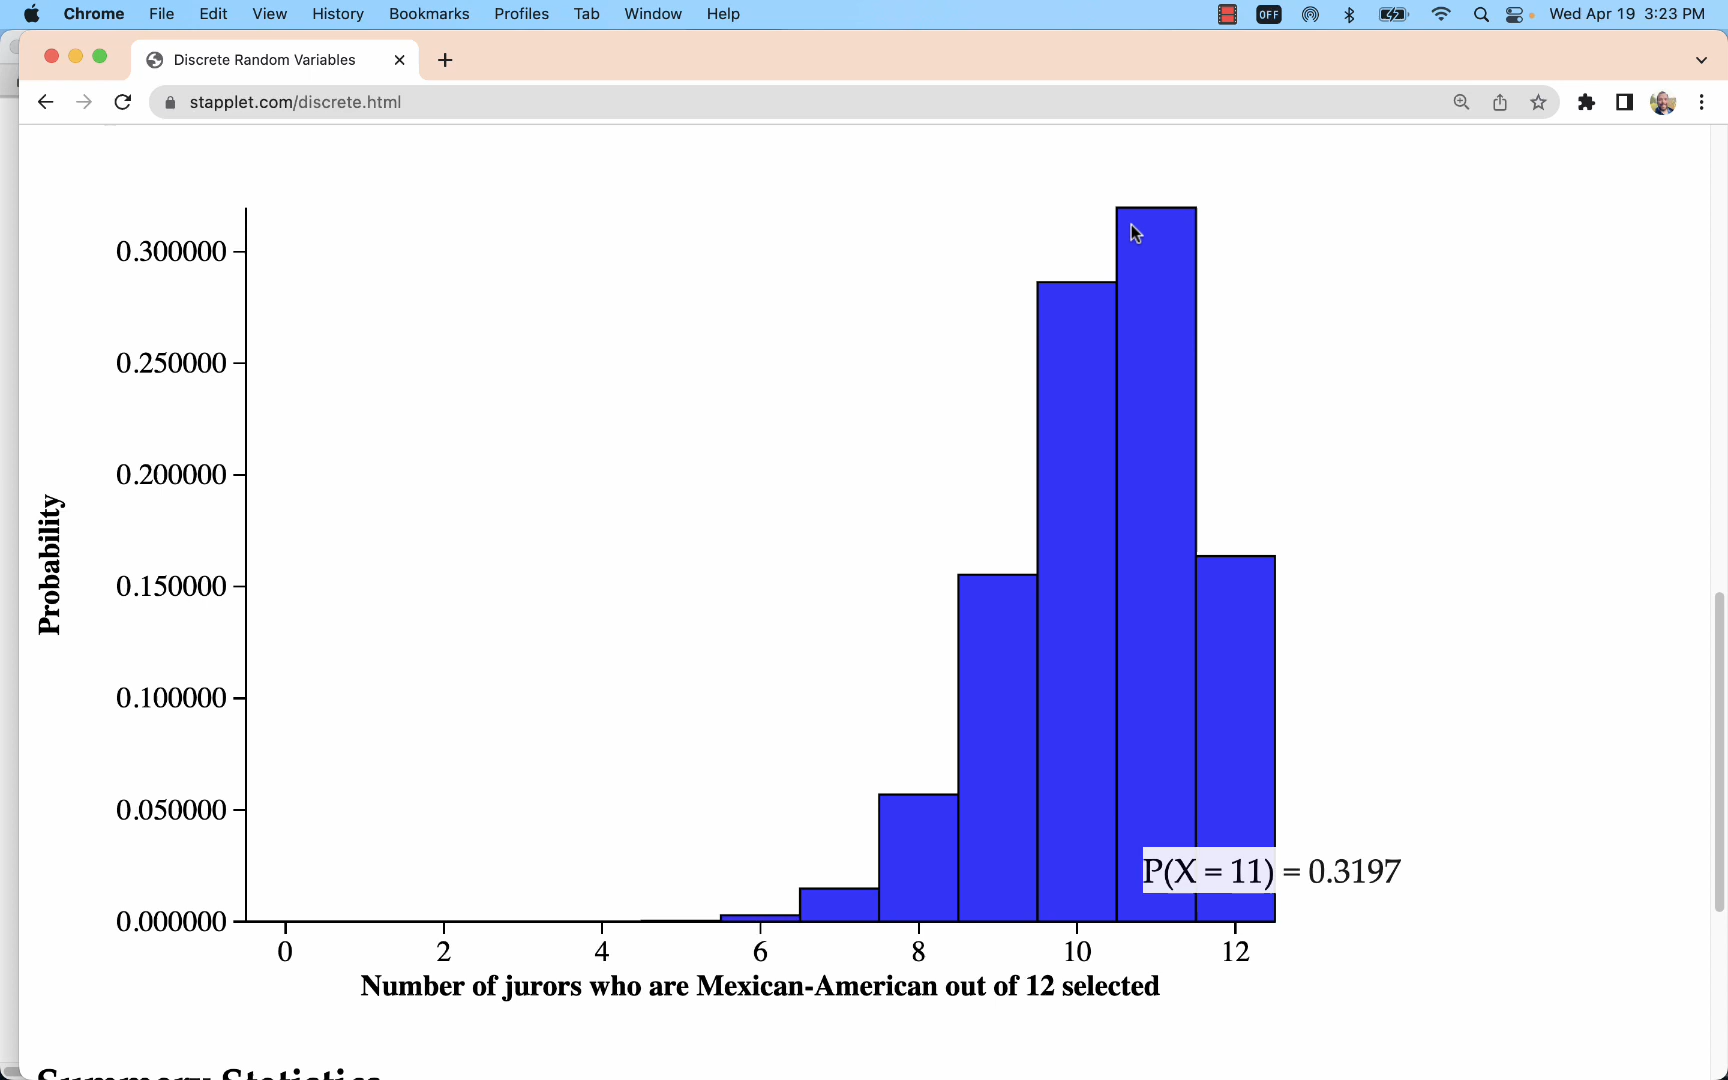 Chrome File Edit View History Bookmarks Profiles Tab Window Help OFF Wed Apr 19 3:23 PM
Discrete Random Variables
stapplet.com/discrete.html
0.300000
0.250000
0.200000
0.150000
0.100000
0.050000
0.000000
Probability
P(X = 11) = 0.3197
0 2 4 6 8 10 12
Number of jurors who are Mexican-American out of 12 selected
Summary Statistics